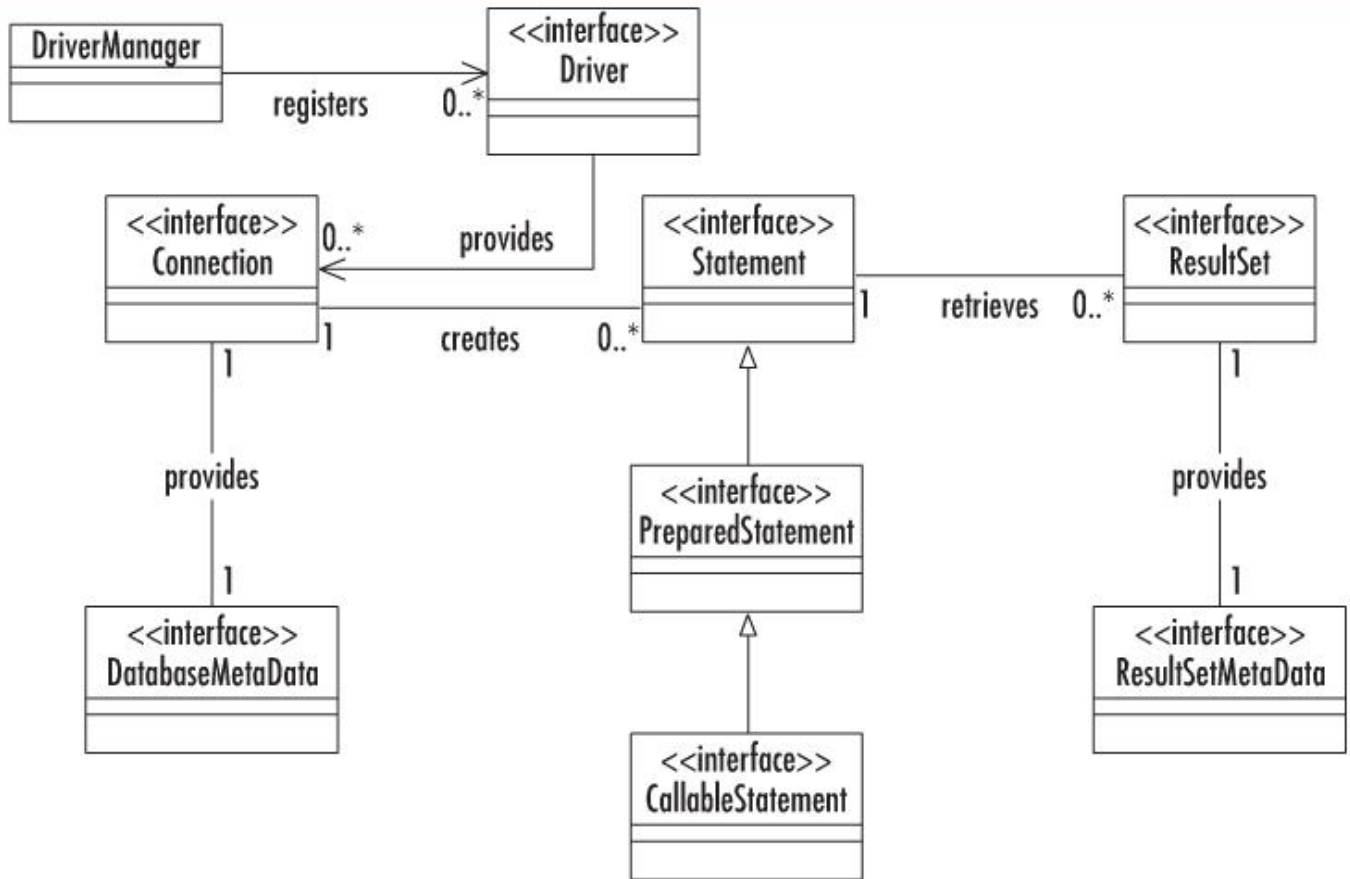 DriverManager
<<interface>>
Driver
registers
0..*
<<interface>>
Connection
0..*
provides
<<interface>>
Statement
<<interface>>
ResultSet
1
creates
0..*
1
retrieves
0..*
1
provides
1
<<interface>>
PreparedStatement
1
provides
1
<<interface>>
DatabaseMetaData
<<interface>>
ResultSetMetaData
<<interface>>
CallableStatement